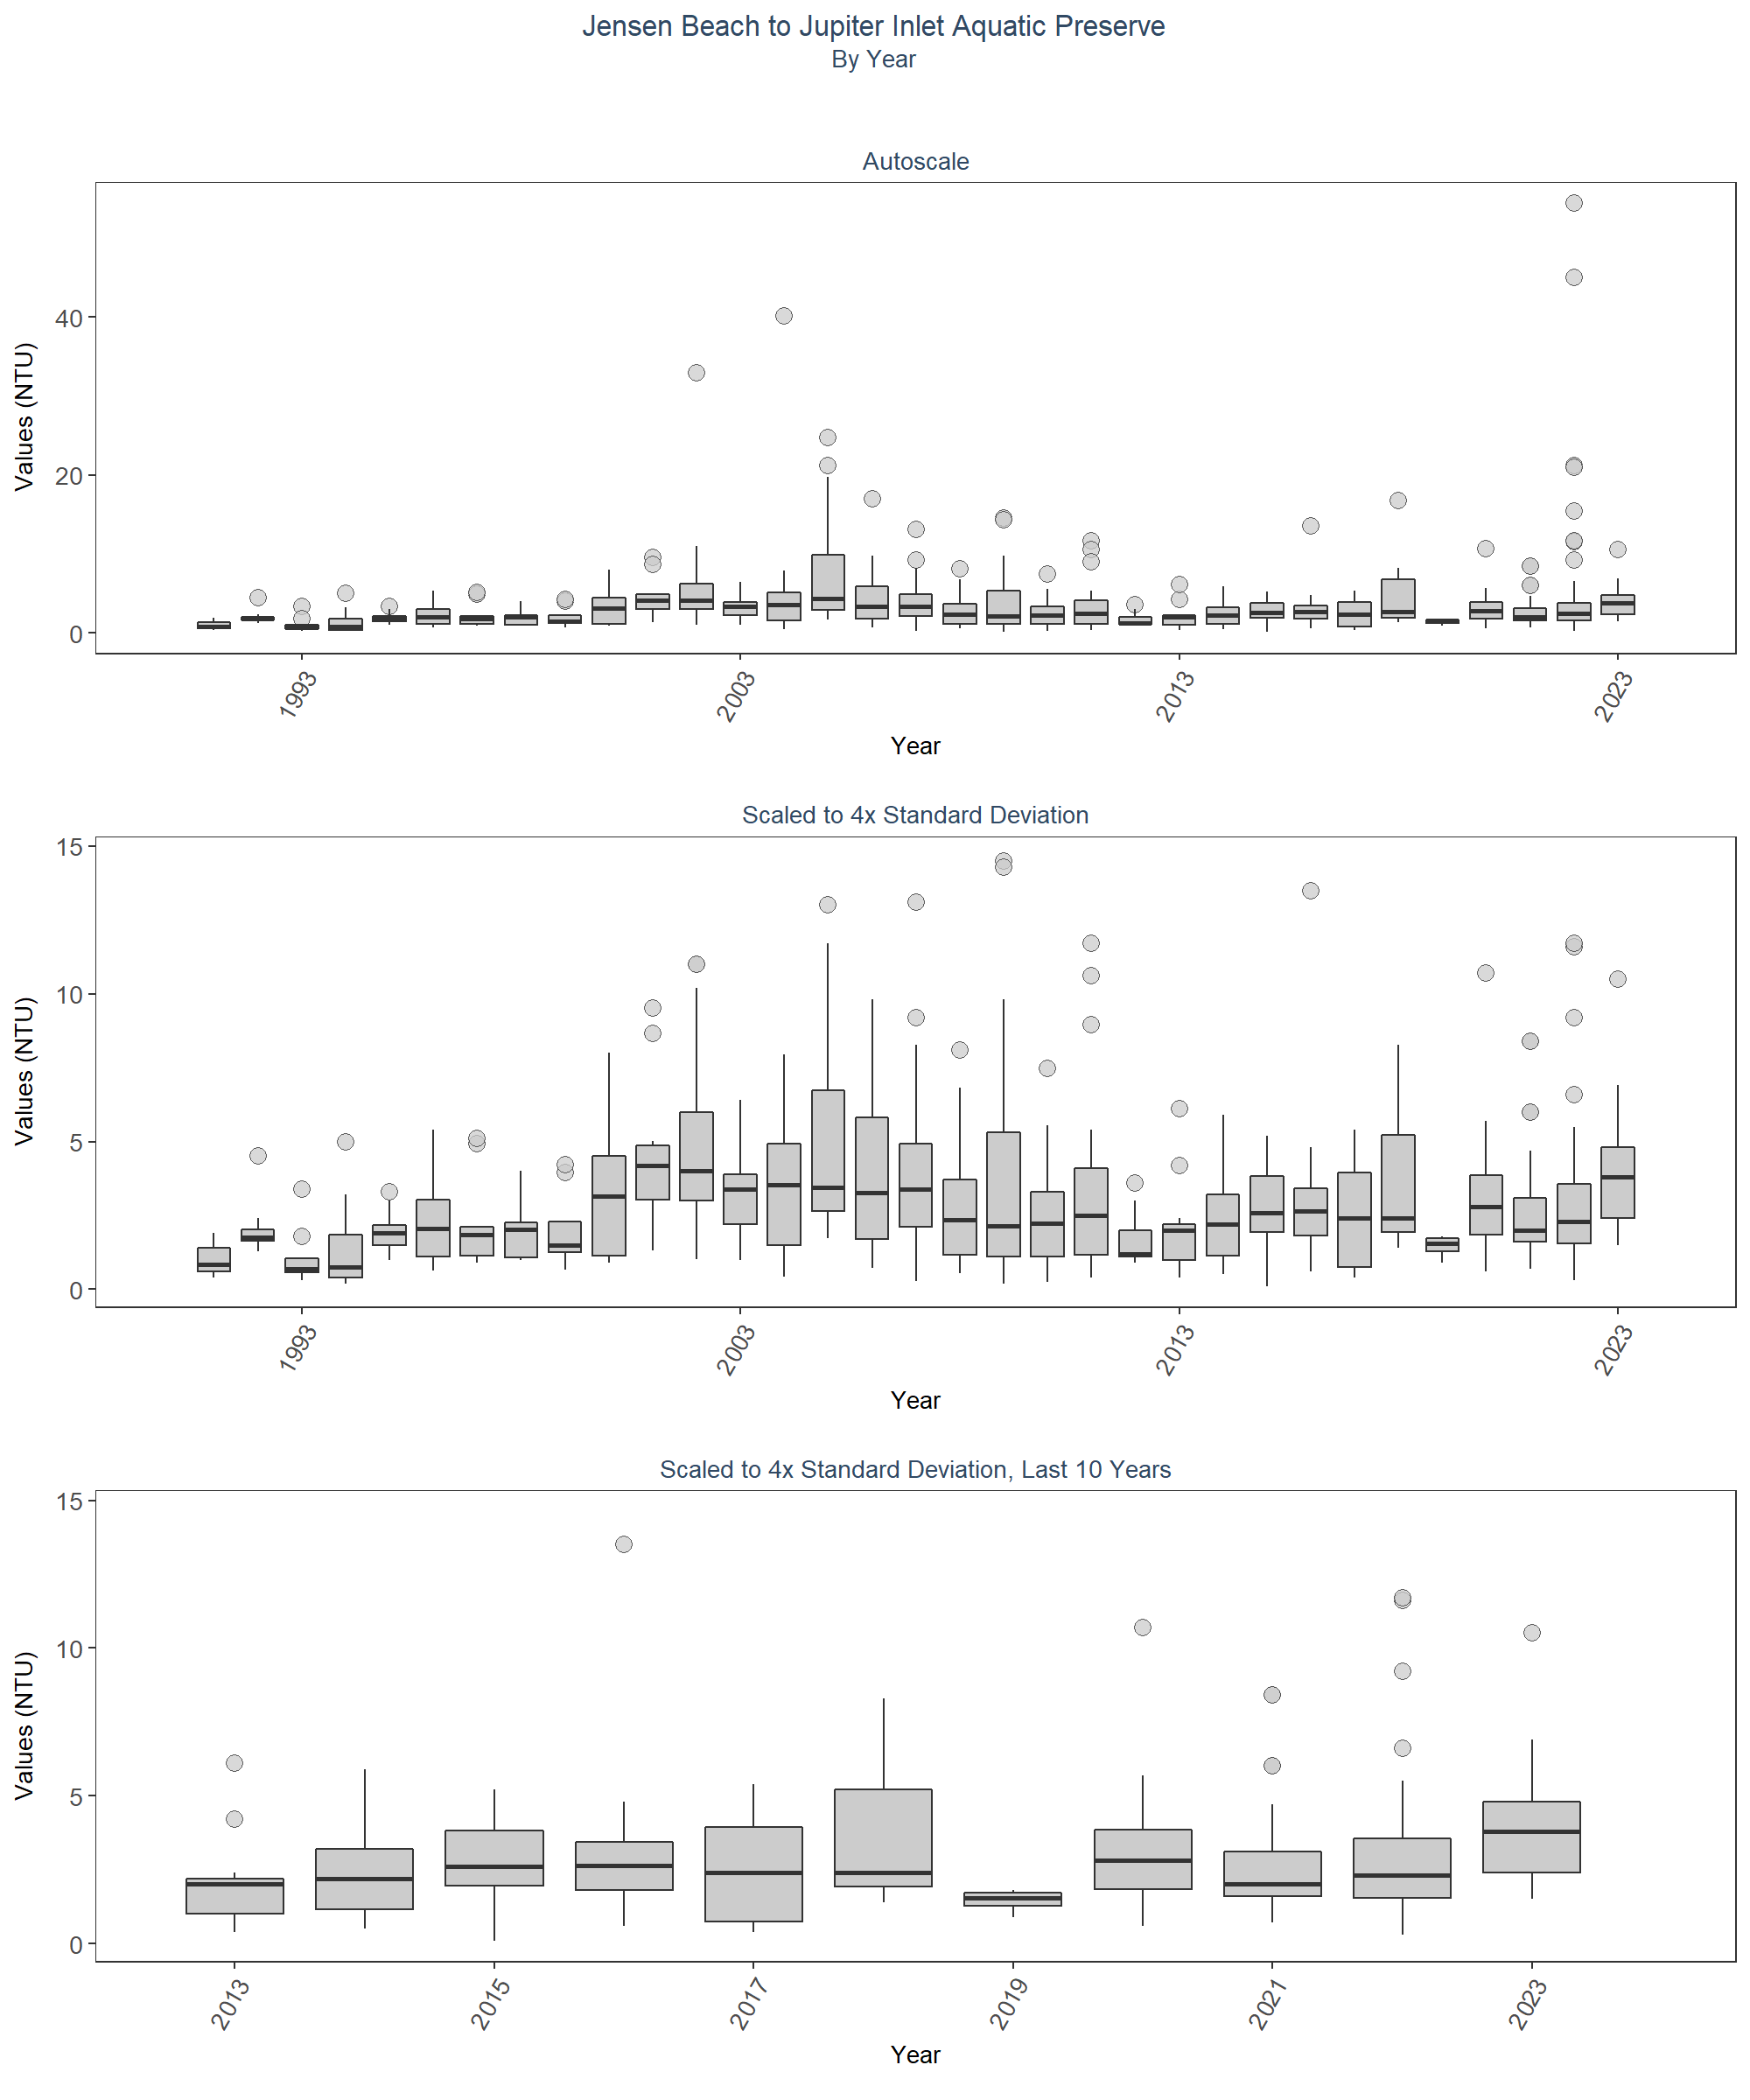 Jensen Beach to Jupiter Inlet Aquatic Preserve
By Year
Autoscale
Values (NTU)
40
20
0
1993
2003
2013
2023
Year
Scaled to 4x Standard Deviation
Values (NTU)
15
10
5
0
1993
2003
2013
2023
Year
Scaled to 4x Standard Deviation, Last 10 Years
Values (NTU)
15
10
5
0
2013
2015
2017
2019
2021
2023
Year